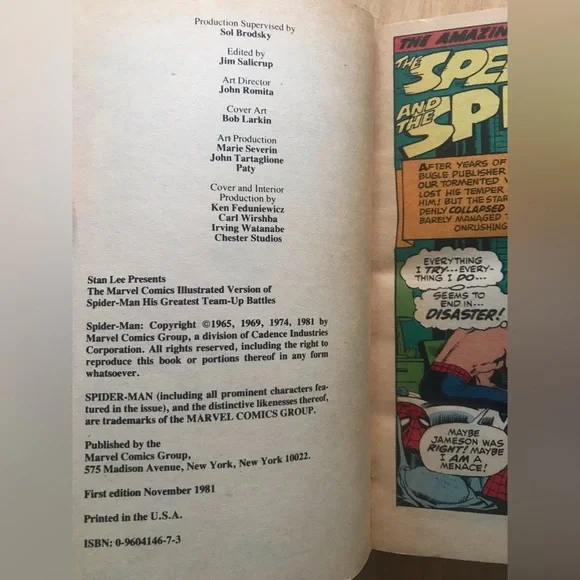 Production Supervised by
Sol Brodsky
Edited by
Jim Salicrup
Art Director
John Romita
Cover Art
Bob Larkin
Art Production
Marie Severin
John Tartaglione
Paty
Cover and Interior
Production by
Ken Feduniewicz
Carl Wirshba
Irving Watanabe
Chester Studios
Stan Lee Presents
The Marvel Comics Illustrated Version of
Spider-Man His Greatest Team-Up Battles
Spider-Man: Copyright ©1965, 1969, 1974, 1981 by
Marvel Comics Group, a division of Cadence Industries
Corporation. All rights reserved, including the right to
reproduce this book or portions thereof in any form
whatsoever.
SPIDER-MAN (including all prominent characters fea-
tured in the issue), and the distinctive likenesses thereof,
are trademarks of the MARVEL COMICS GROUP.
Published by the
Marvel Comics Group,
575 Madison Avenue, New York, New York 10022.
First edition November 1981
Printed in the U.S.A.
ISBN: 0-9604146-7-3
THE AMAZIN
THE SPE
AND THE SP
AFTER YEARS OF
BUGLE PUBLISHER
OUR TORMENTED
LOST HIS TEMPER
HIM! BUT THE STAR
DENLY COLLAPSED
BARELY MANAGED T
ONRUSHING
EVERYTHING
I TRY---EVERY-
THING I DO---
SEEMS TO
END IN---
DISASTER!
MAYBE
JAMESON WAS
RIGHT! MAYBE
I AM A
MENACE!